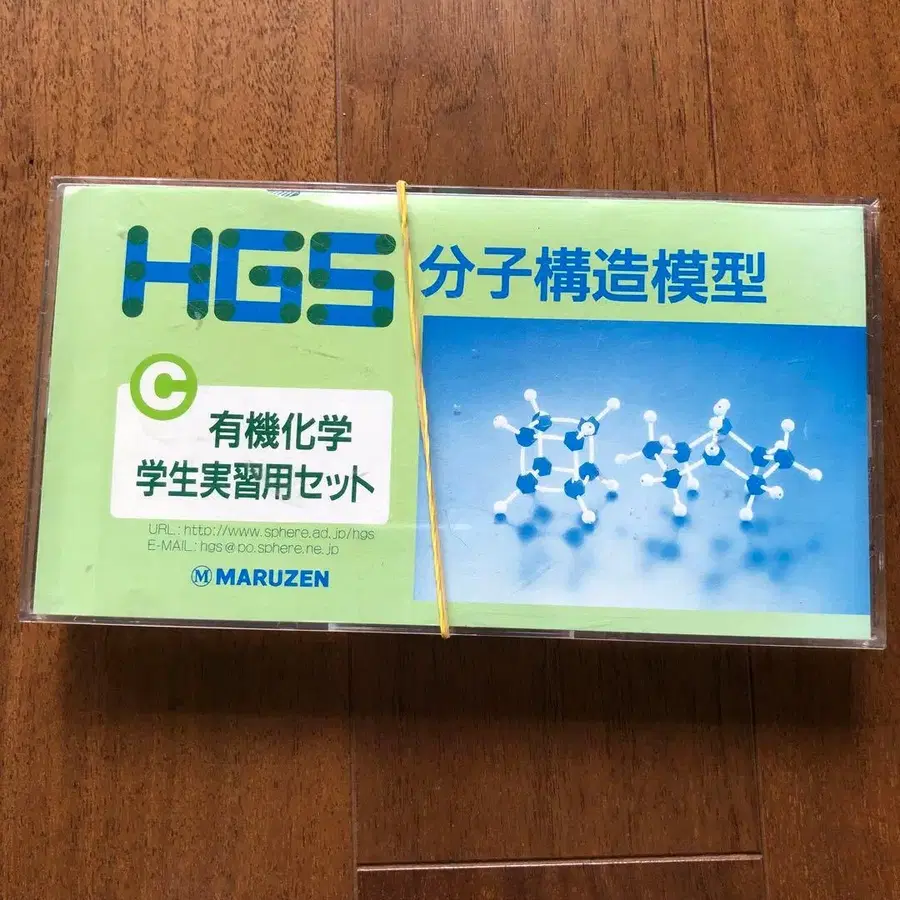 HGS 分子構造模型
C
有機化学
学生実習用セット
URL：http://www.sphere.ad.jp/hgs
E-MAIL：hgs@po.sphere.ne.jp
M MARUZEN